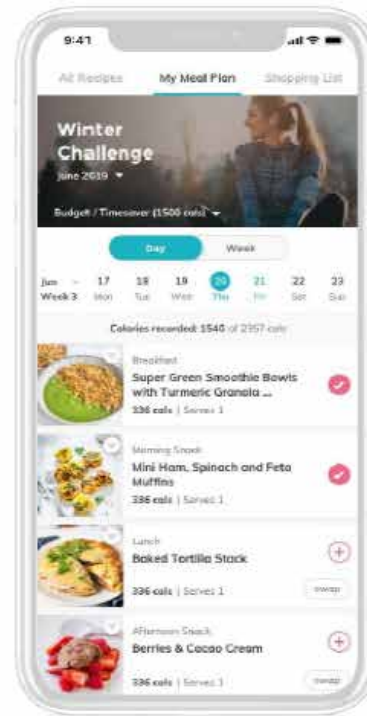 9:41
All Recipes My Meal Plan Shopping List
Winter
Challenge
June 2019
Budget / Timesaver (1500 cals)
Day Week
Jun 17 18 19 20 21 22 23
Week 3 Mon Tue Wed Thu Fri Sat Sun
Calories recorded: 1540 of 2357 cals
Breakfast
Super Green Smoothie Bowls
with Turmeric Granola ...
336 cals | Serves 1
Morning Snack
Mini Ham, Spinach and Feta
Muffins
336 cals | Serves 1
Lunch
Baked Tortilla Stack
336 cals | Serves 1
swap
Afternoon Snack
Berries & Cacao Cream
336 cals | Serves 1
swap